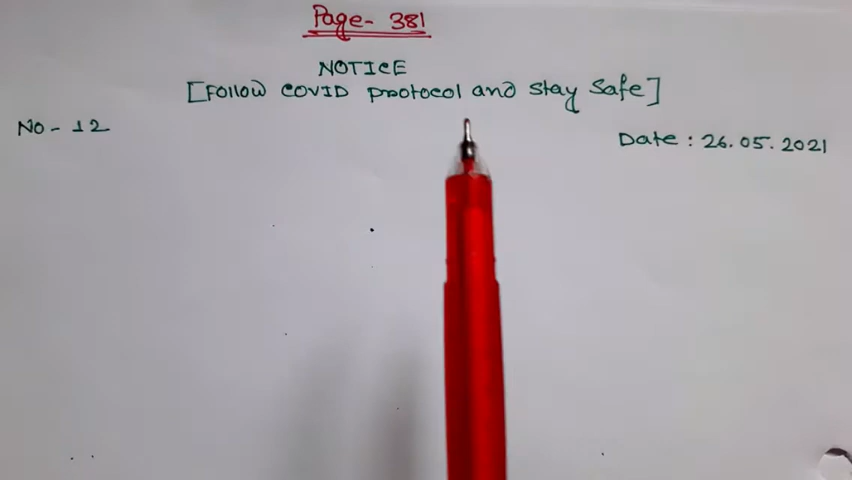 Page- 381
NOTICE
[Follow COVID protocol and stay safe]
No - 12
Date : 26.05.2021